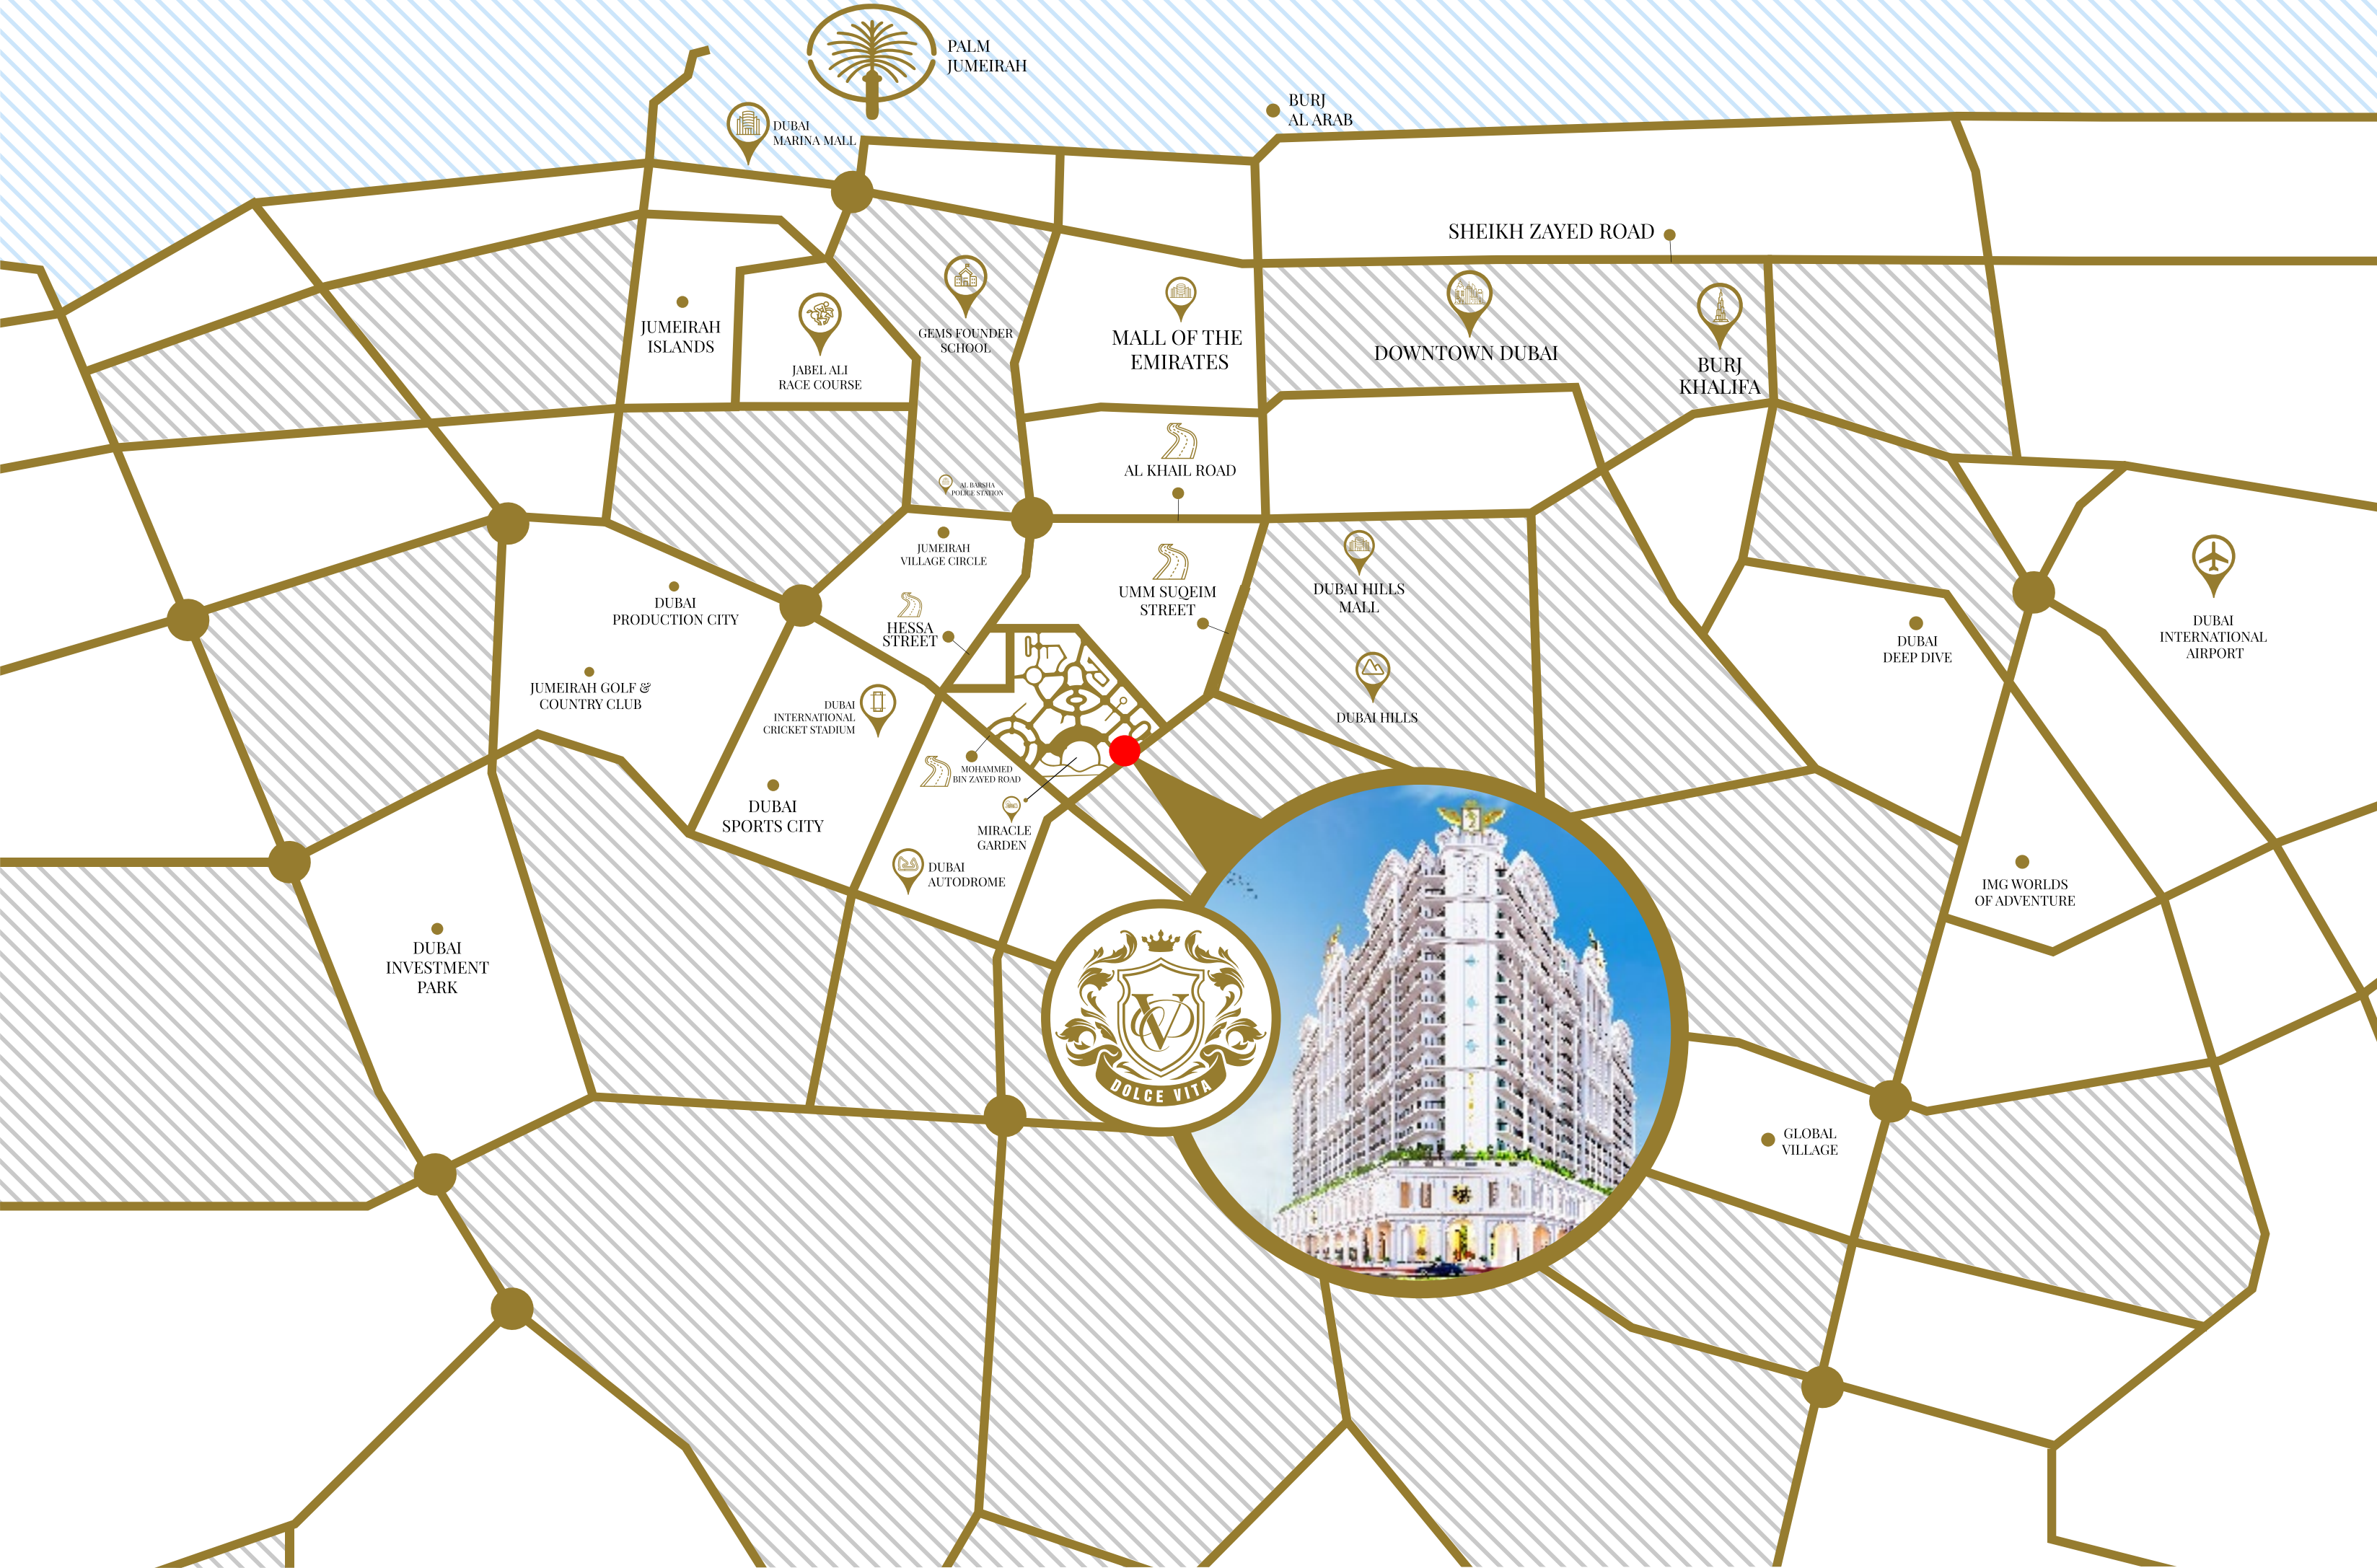 PALM
JUMEIRAH
BURJ
AL ARAB
DUBAI
MARINA MALL
SHEIKH ZAYED ROAD
GEMS FOUNDER
SCHOOL
JUMEIRAH
ISLANDS
JABEL ALI
RACE COURSE
MALL OF THE
EMIRATES
DOWNTOWN DUBAI
BURJ
KHALIFA
AL KHAIL ROAD
AL BARSHA
POLICE STATION
JUMEIRAH
VILLAGE CIRCLE
UMM SUQEIM
STREET
DUBAI HILLS
MALL
DUBAI
PRODUCTION CITY
HESSA
STREET
DUBAI
DEEP DIVE
DUBAI
INTERNATIONAL
AIRPORT
JUMEIRAH GOLF &
COUNTRY CLUB
DUBAI
INTERNATIONAL
CRICKET STADIUM
DUBAI HILLS
MOHAMMED
BIN ZAYED ROAD
DUBAI
SPORTS CITY
MIRACLE
GARDEN
DUBAI
AUTODROME
IMG WORLDS
OF ADVENTURE
DUBAI
INVESTMENT
PARK
DV
DOLCE VITA
GLOBAL
VILLAGE